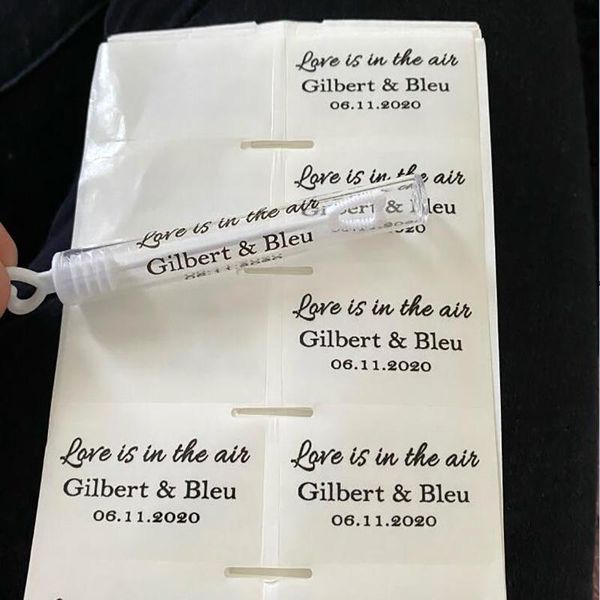 Love is in the air
Gilbert & Bleu
06.11.2020
Love is in the air
Gilbert & Bleu
Love is in the air
Gilbert & Bleu
Love is in the air
Gilbert & Bleu
06.11.2020
Love is in the air
Gilbert & Bleu
06.11.2020
Love is in the air
Gilbert & Bleu
06.11.2020